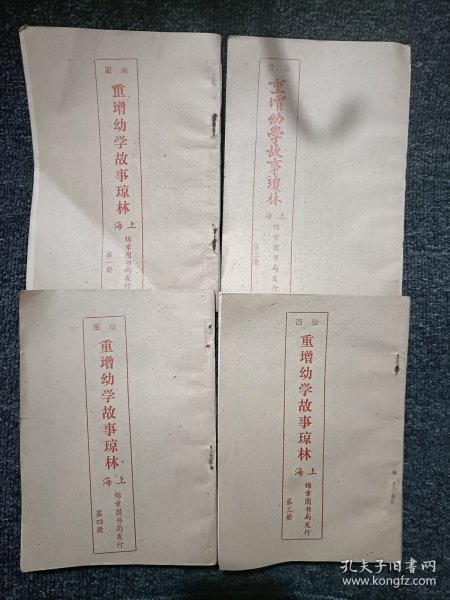 图 绘
重增幼学故事琼林
海 上
锦章图书局发行
第一册
图 绘
重增幼学故事琼林
海 上
锦章图书局发行
第二册
图 绘
重增幼学故事琼林
海 上
锦章图书局发行
第四册
图 绘
重增幼学故事琼林
海 上
锦章图书局发行
第三册
孔夫子旧书网
www.kongfz.com